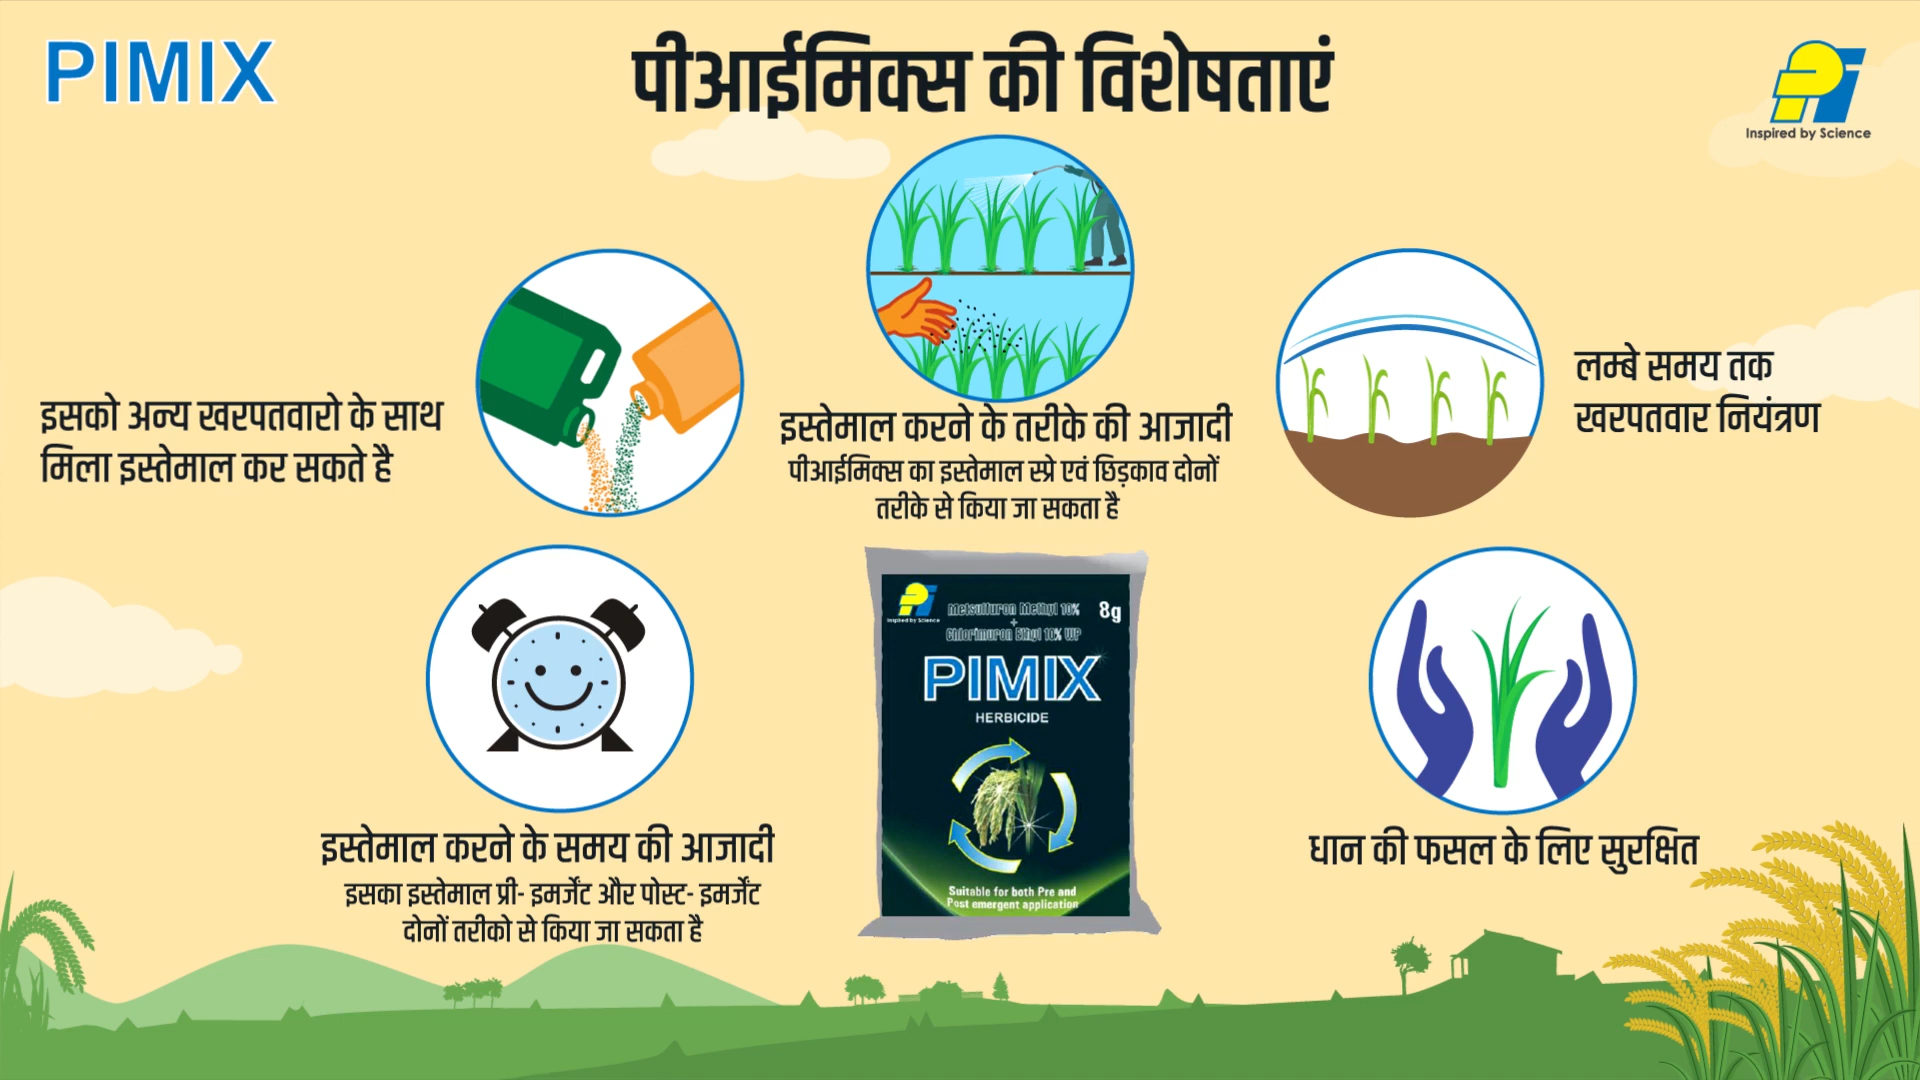 PIMIX
पीआईमिक्स की विशेषताएं
Inspired by Science
इसको अन्य खरपतवारो के साथ
मिला इस्तेमाल कर सकते है
इस्तेमाल करने के तरीके की आजादी
पीआईमिक्स का इस्तेमाल स्प्रे एवं छिड़काव दोनों
तरीके से किया जा सकता है
लम्बे समय तक
खरपतवार नियंत्रण
इस्तेमाल करने के समय की आजादी
इसका इस्तेमाल प्री- इमर्जेंट और पोस्ट- इमर्जेंट
दोनों तरीको से किया जा सकता है
Inspired by Science
Metsulfuron Methyl 10%
+
Chlorimuron Ethyl 10% WP
8g
PIMIX
HERBICIDE
Suitable for both Pre and
Post emergent application
धान की फसल के लिए सुरक्षित